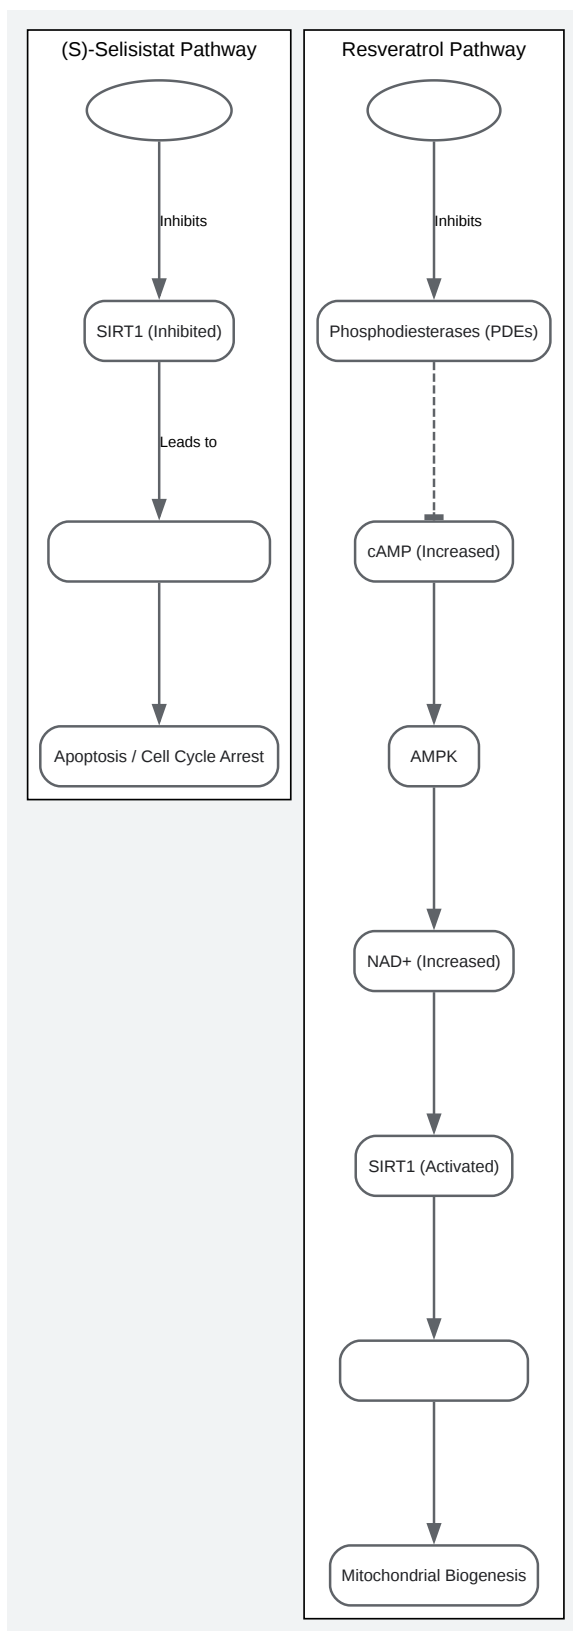 (S)-Selisistat Pathway
Inhibits
SIRT1 (Inhibited)
Leads to
Apoptosis / Cell Cycle Arrest
Resveratrol Pathway
Inhibits
Phosphodiesterases (PDEs)
cAMP (Increased)
AMPK
NAD+ (Increased)
SIRT1 (Activated)
Mitochondrial Biogenesis